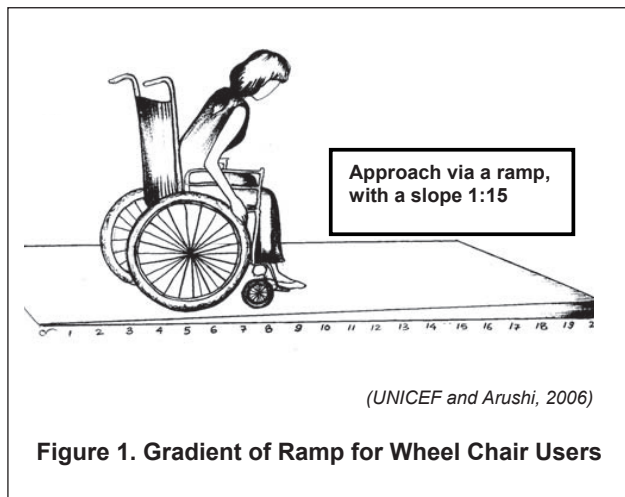 Approach via a ramp,
with a slope 1:15
0 1 2 3 4 5 6 7 8 9 10 11 12 13 14 15 16 17 18 19 2
(UNICEF and Arushi, 2006)
Figure 1. Gradient of Ramp for Wheel Chair Users